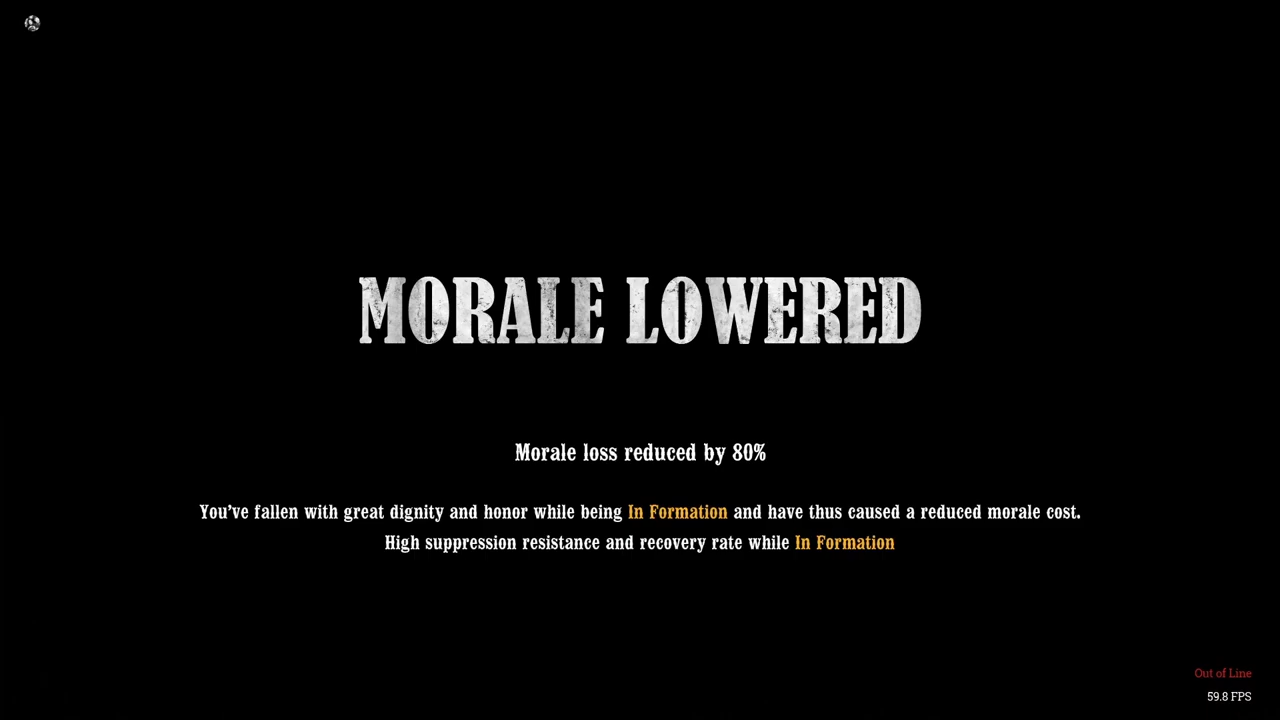 MORALE LOWERED
Morale loss reduced by 80%
You've fallen with great dignity and honor while being In Formation and have thus caused a reduced morale cost.
High suppression resistance and recovery rate while In Formation
Out of Line
59.8 FPS